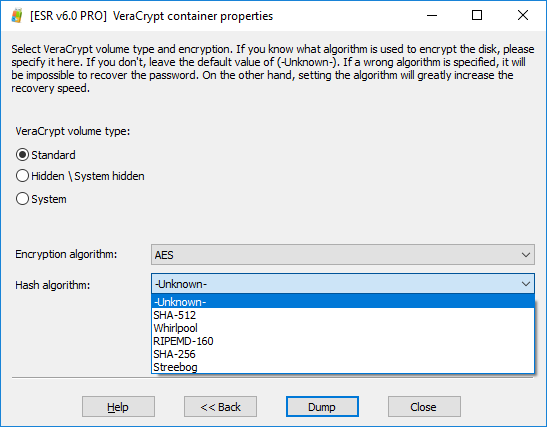 [ESR v6.0 PRO] VeraCrypt container properties
Select VeraCrypt volume type and encryption. If you know what algorithm is used to encrypt the disk, please
specify it here. If you don't, leave the default value of (-Unknown-). If a wrong algorithm is specified, it will
be impossible to recover the password. On the other hand, setting the algorithm will greatly increase the
recovery speed.
VeraCrypt volume type:
Standard
Hidden \ System hidden
System
Encryption algorithm: AES
Hash algorithm: -Unknown-
-Unknown-
SHA-512
Whirlpool
RIPEMD-160
SHA-256
Streebog
Help << Back Dump Close